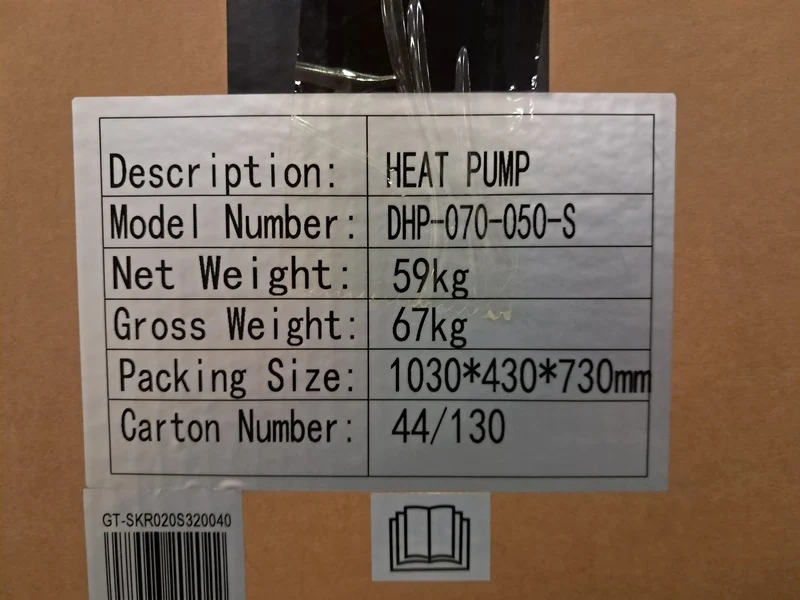 Description: HEAT PUMP
Model Number: DHP-070-050-S
Net Weight: 59kg
Gross Weight: 67kg
Packing Size: 1030*430*730mm
Carton Number: 44/130
GT-SKR020S320040